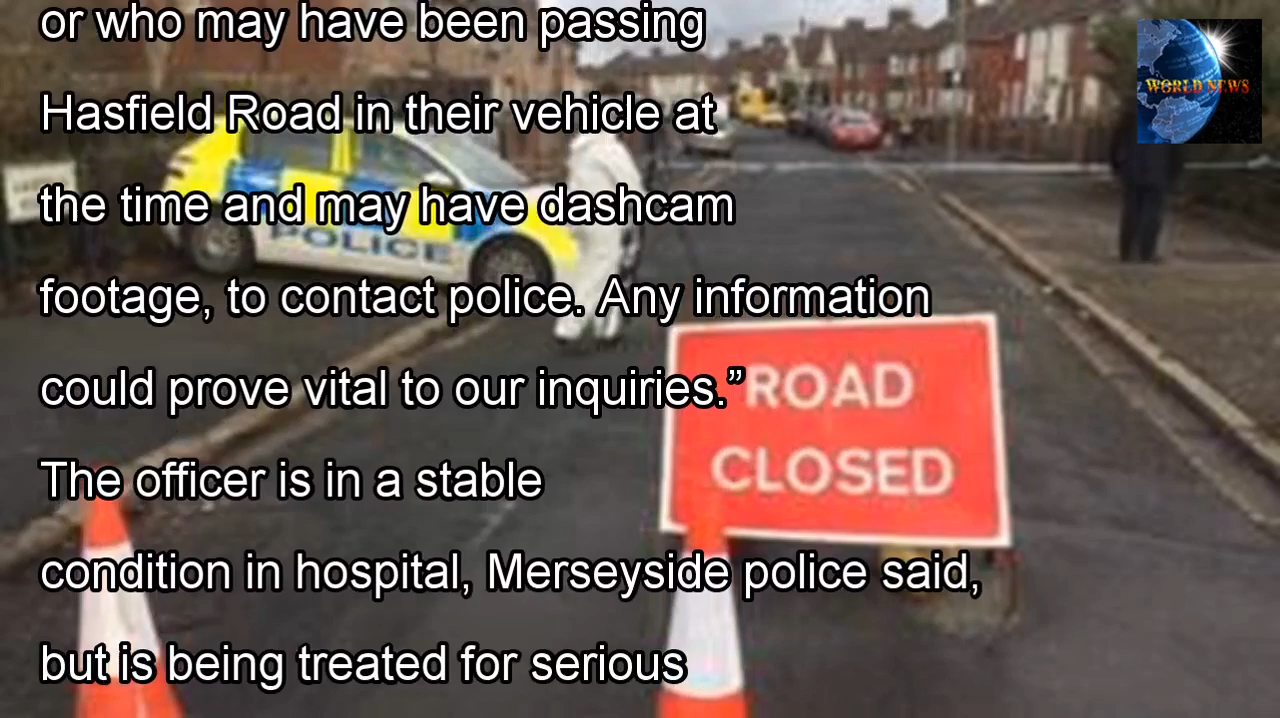 or who may have been passing
WORLD NEWS
Hasfield Road in their vehicle at
the time and may have dashcam
POLICE
footage, to contact police. Any information
could prove vital to our inquiries.”
ROAD
CLOSED
The officer is in a stable
condition in hospital, Merseyside police said,
but is being treated for serious